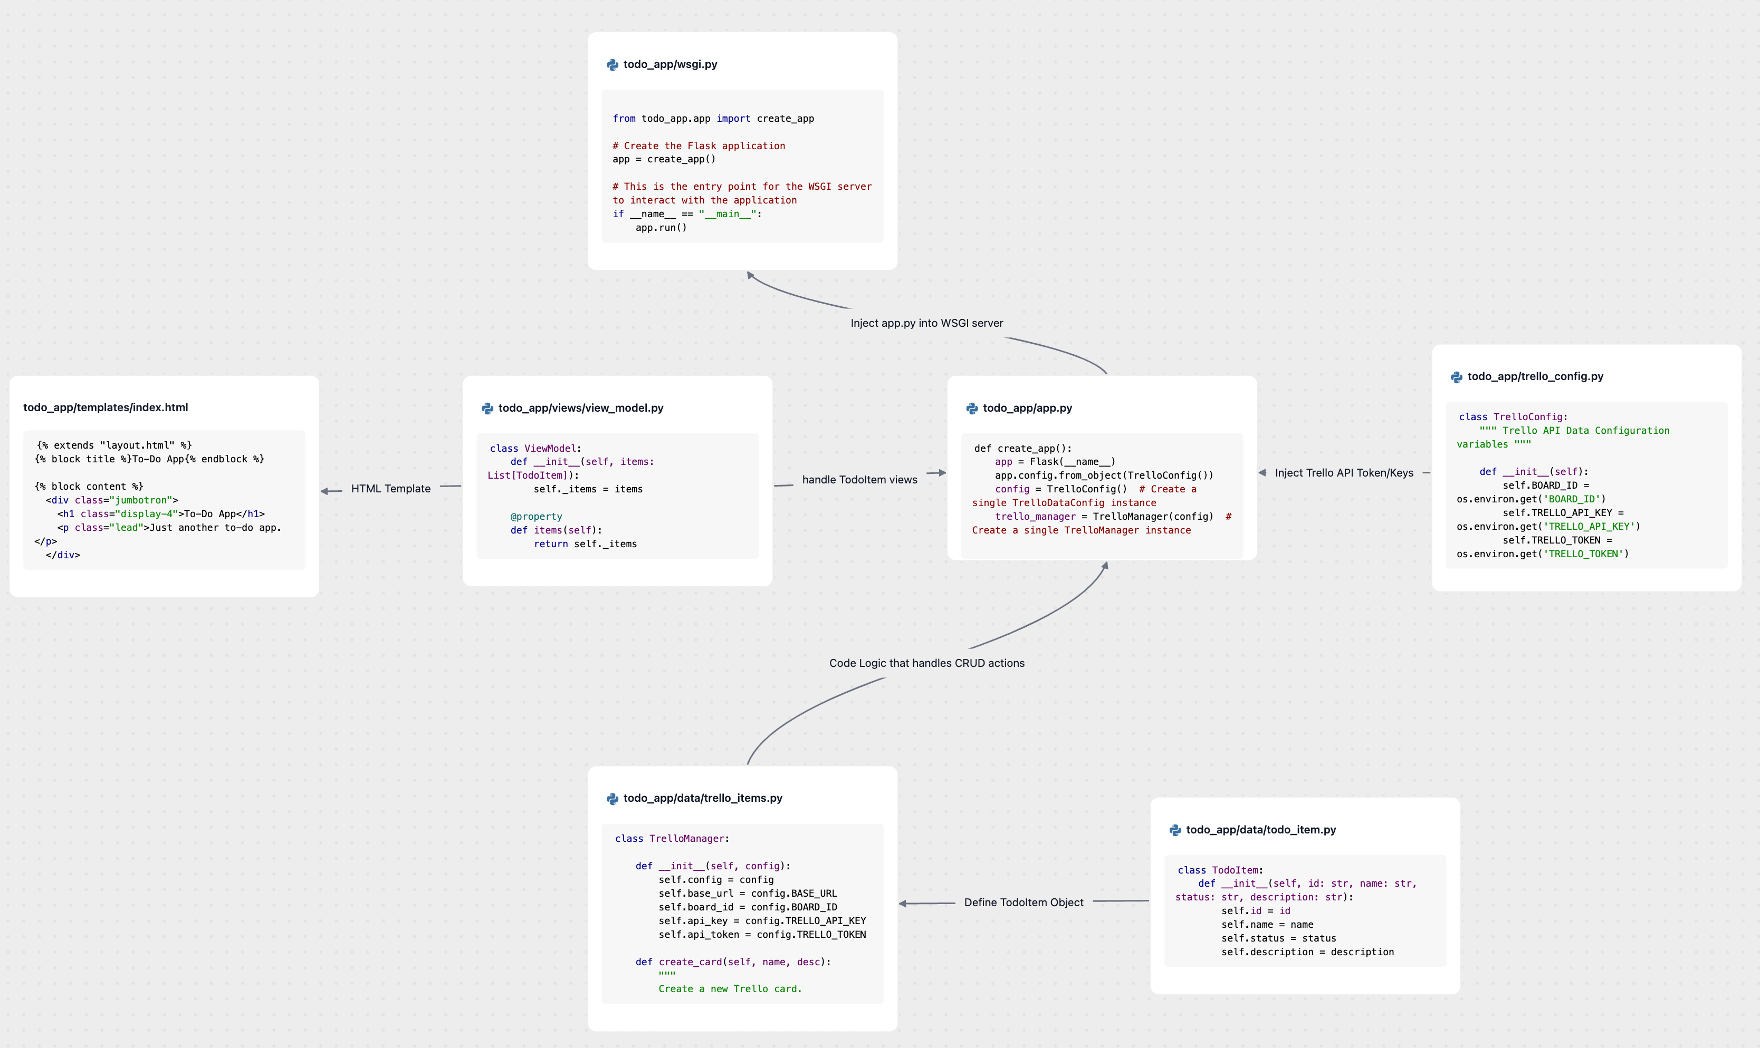 todo_app/wsgi.py
from todo_app.app import create_app
# Create the Flask application
app = create_app()
# This is the entry point for the WSGI server
to interact with the application
if __name__ == "__main__":
    app.run()
Inject app.py into WSGI server
todo_app/templates/index.html
{% extends "layout.html" %}
{% block title %}To-Do App{% endblock %}
{% block content %}
  <div class="jumbotron">
    <h1 class="display-4">To-Do App</h1>
    <p class="lead">Just another to-do app.
</p>
  </div>
HTML Template
todo_app/views/view_model.py
class ViewModel:
    def __init__(self, items:
List[TodoItem]):
        self._items = items
    @property
    def items(self):
        return self._items
handle TodoItem views
todo_app/app.py
def create_app():
    app = Flask(__name__)
    app.config.from_object(TrelloConfig())
    config = TrelloConfig()  # Create a
single TrelloDataConfig instance
    trello_manager = TrelloManager(config)  #
Create a single TrelloManager instance
Inject Trello API Token/Keys
todo_app/trello_config.py
class TrelloConfig:
    """ Trello API Data Configuration
variables """
    def __init__(self):
        self.BOARD_ID =
os.environ.get('BOARD_ID')
        self.TRELLO_API_KEY =
os.environ.get('TRELLO_API_KEY')
        self.TRELLO_TOKEN =
os.environ.get('TRELLO_TOKEN')
Code Logic that handles CRUD actions
todo_app/data/trello_items.py
class TrelloManager:
    def __init__(self, config):
        self.config = config
        self.base_url = config.BASE_URL
        self.board_id = config.BOARD_ID
        self.api_key = config.TRELLO_API_KEY
        self.api_token = config.TRELLO_TOKEN
    def create_card(self, name, desc):
        """
        Create a new Trello card.
Define TodoItem Object
todo_app/data/todo_item.py
class TodoItem:
    def __init__(self, id: str, name: str,
status: str, description: str):
        self.id = id
        self.name = name
        self.status = status
        self.description = description